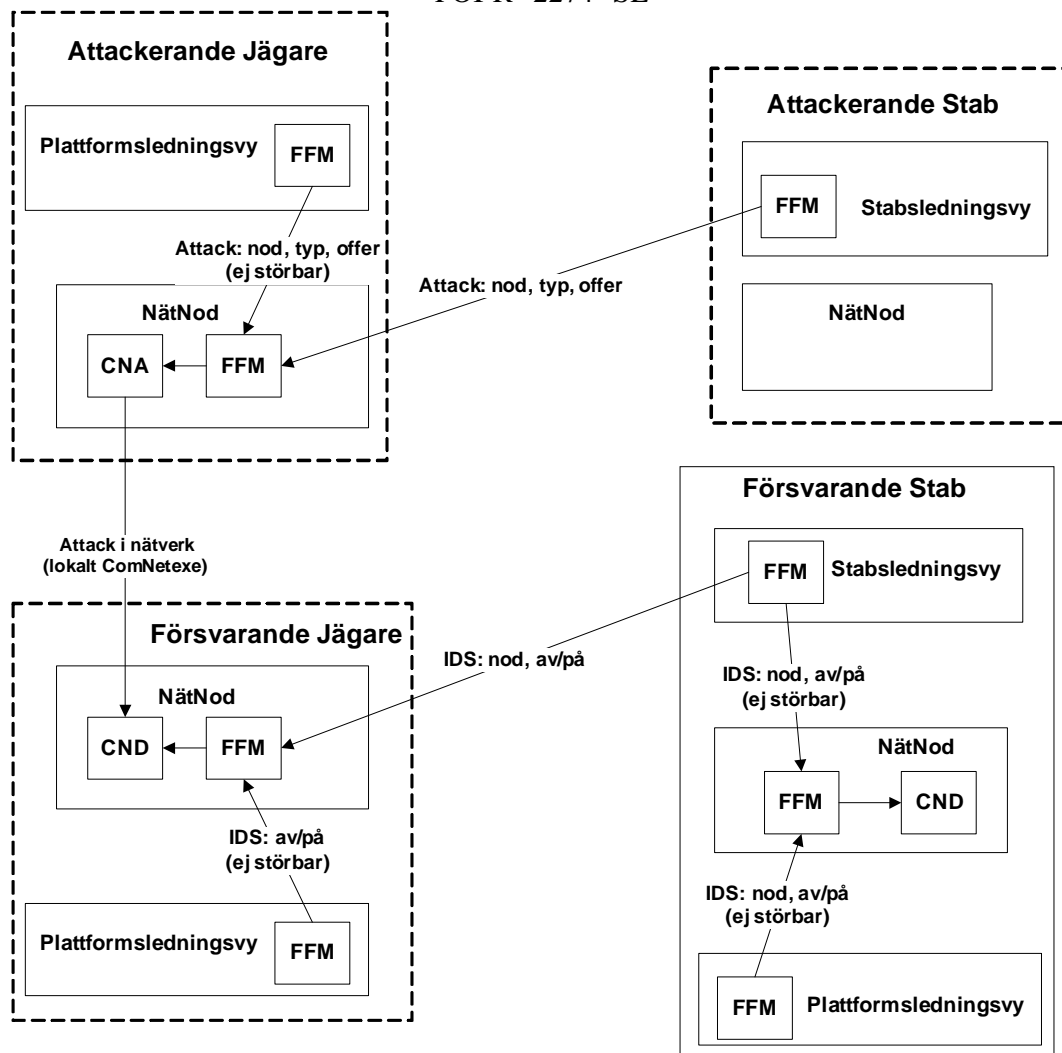 Attackerande Jägare
Plattformsledningsvy
FFM
Attack: nod, typ, offer
(ej störbar)
NätNod
CNA
FFM
Attackerande Stab
FFM
Stabsledningsvy
Attack: nod, typ, offer
NätNod
Attack i nätverk
(lokalt ComNetexe)
Försvarande Jägare
NätNod
CND
FFM
IDS: av/på
(ej störbar)
Plattformsledningsvy
FFM
Försvarande Stab
FFM
Stabsledningsvy
IDS: nod, av/på
IDS: nod, av/på
(ej störbar)
NätNod
FFM
CND
IDS: nod, av/på
(ej störbar)
FFM
Plattformsledningsvy